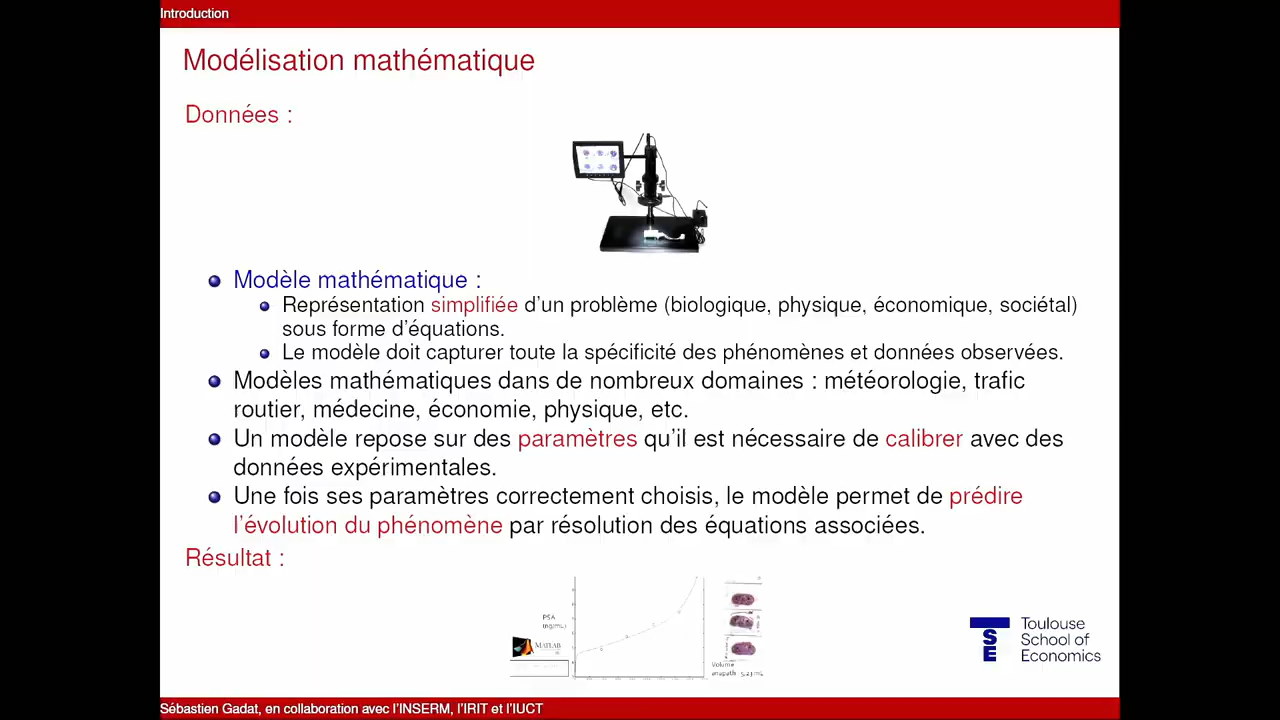 Introduction
Modélisation mathématique
Données :
Modèle mathématique :
Représentation simplifiée d'un problème (biologique, physique, économique, sociétal)
sous forme d'équations.
Le modèle doit capturer toute la spécificité des phénomènes et données observées.
Modèles mathématiques dans de nombreux domaines : météorologie, trafic
routier, médecine, économie, physique, etc.
Un modèle repose sur des paramètres qu'il est nécessaire de calibrer avec des
données expérimentales.
Une fois ses paramètres correctement choisis, le modèle permet de prédire
l'évolution du phénomène par résolution des équations associées.
Résultat :
PSA
(ng/mL)
MATLAB
Volume
anapath 5.23 mL
TSE
Toulouse
School of
Economics
Sébastien Gadat, en collaboration avec l'INSERM, l'IRIT et l'IUCT